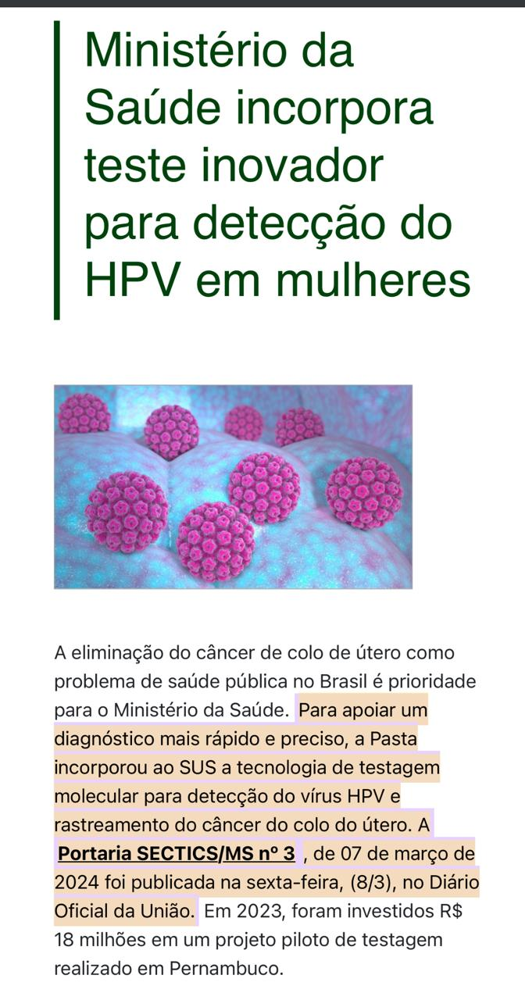 Ministério da
Saúde incorpora
teste inovador
para detecção do
HPV em mulheres
A eliminação do câncer de colo de útero como
problema de saúde pública no Brasil é prioridade
para o Ministério da Saúde. Para apoiar um
diagnóstico mais rápido e preciso, a Pasta
incorporou ao SUS a tecnologia de testagem
molecular para detecção do vírus HPV e
rastreamento do câncer do colo do útero. A
Portaria SECTICS/MS nº 3 , de 07 de março de
2024 foi publicada na sexta-feira, (8/3), no Diário
Oficial da União. Em 2023, foram investidos R$
18 milhões em um projeto piloto de testagem
realizado em Pernambuco.